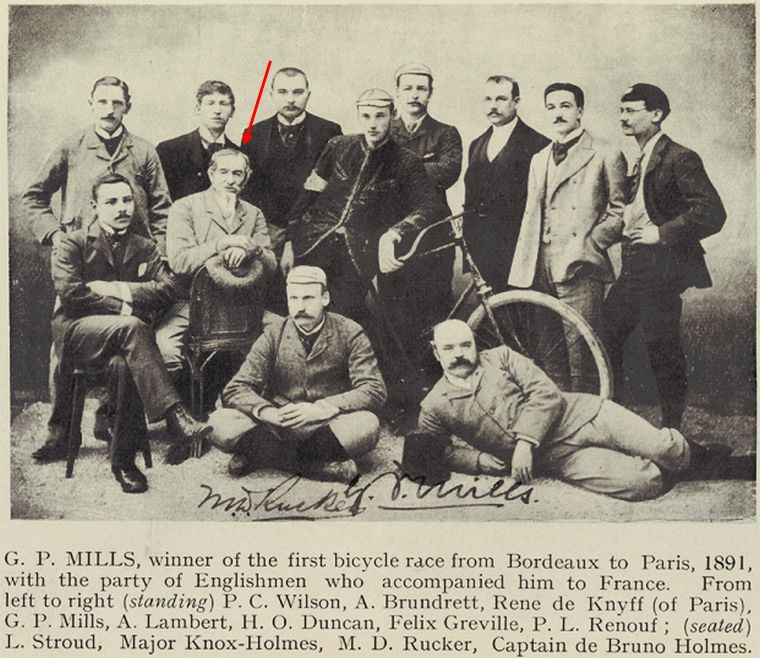 M. D. Rucker G. P. Mills.
G. P. MILLS, winner of the first bicycle race from Bordeaux to Paris, 1891,
with the party of Englishmen who accompanied him to France. From
left to right (standing) P. C. Wilson, A. Brundrett, Rene de Knyff (of Paris),
G. P. Mills, A. Lambert, H. O. Duncan, Felix Greville, P. L. Renouf ; (seated)
L. Stroud, Major Knox-Holmes, M. D. Rucker, Captain de Bruno Holmes.